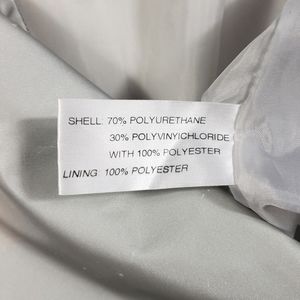 SHELL: 70% POLYURETHANE
30% POLYVINYICHLORIDE
WITH 100% POLYESTER
LINING: 100% POLYESTER